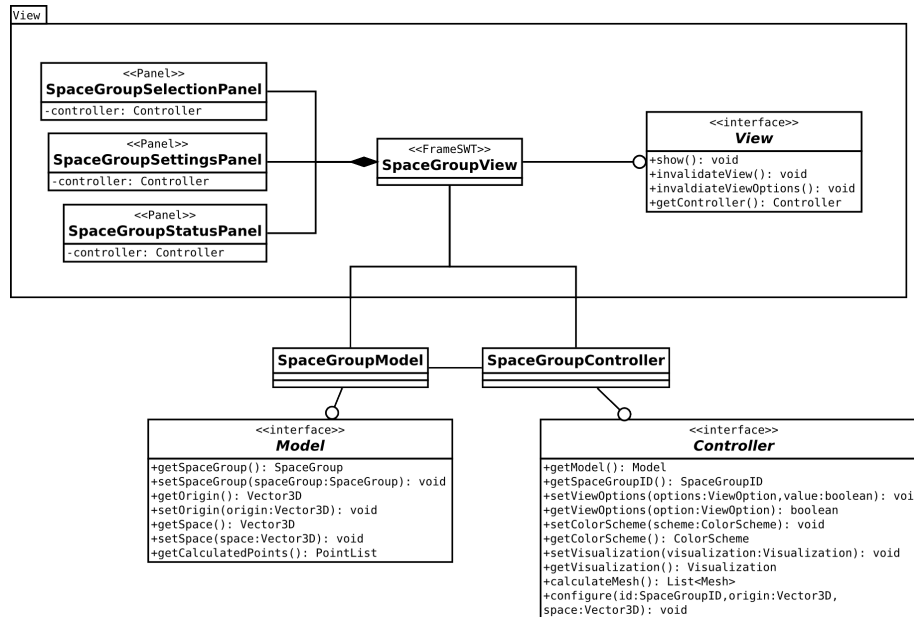 View
<<Panel>>
SpaceGroupSelectionPanel
-controller: Controller
<<Panel>>
SpaceGroupSettingsPanel
-controller: Controller
<<Panel>>
SpaceGroupStatusPanel
-controller: Controller
<<FrameSWT>>
SpaceGroupView
<<interface>>
View
+show(): void
+invalidateView(): void
+invaldiateViewOptions(): void
+getController(): Controller
SpaceGroupModel
SpaceGroupController
<<interface>>
Model
+getSpaceGroup(): SpaceGroup
+setSpaceGroup(spaceGroup:SpaceGroup): void
+getOrigin(): Vector3D
+setOrigin(origin:Vector3D): void
+getSpace(): Vector3D
+setSpace(space:Vector3D): void
+getCalculatedPoints(): PointList
<<interface>>
Controller
+getModel(): Model
+getSpaceGroupID(): SpaceGroupID
+setViewOptions(options:ViewOption,value:boolean): voi
+getViewOptions(option:ViewOption): boolean
+setColorScheme(scheme:ColorScheme): void
+getColorScheme(): ColorScheme
+setVisualization(visualization:Visualization): void
+getVisualization(): Visualization
+calculateMesh(): List<Mesh>
+configure(id:SpaceGroupID,origin:Vector3D,
space:Vector3D): void